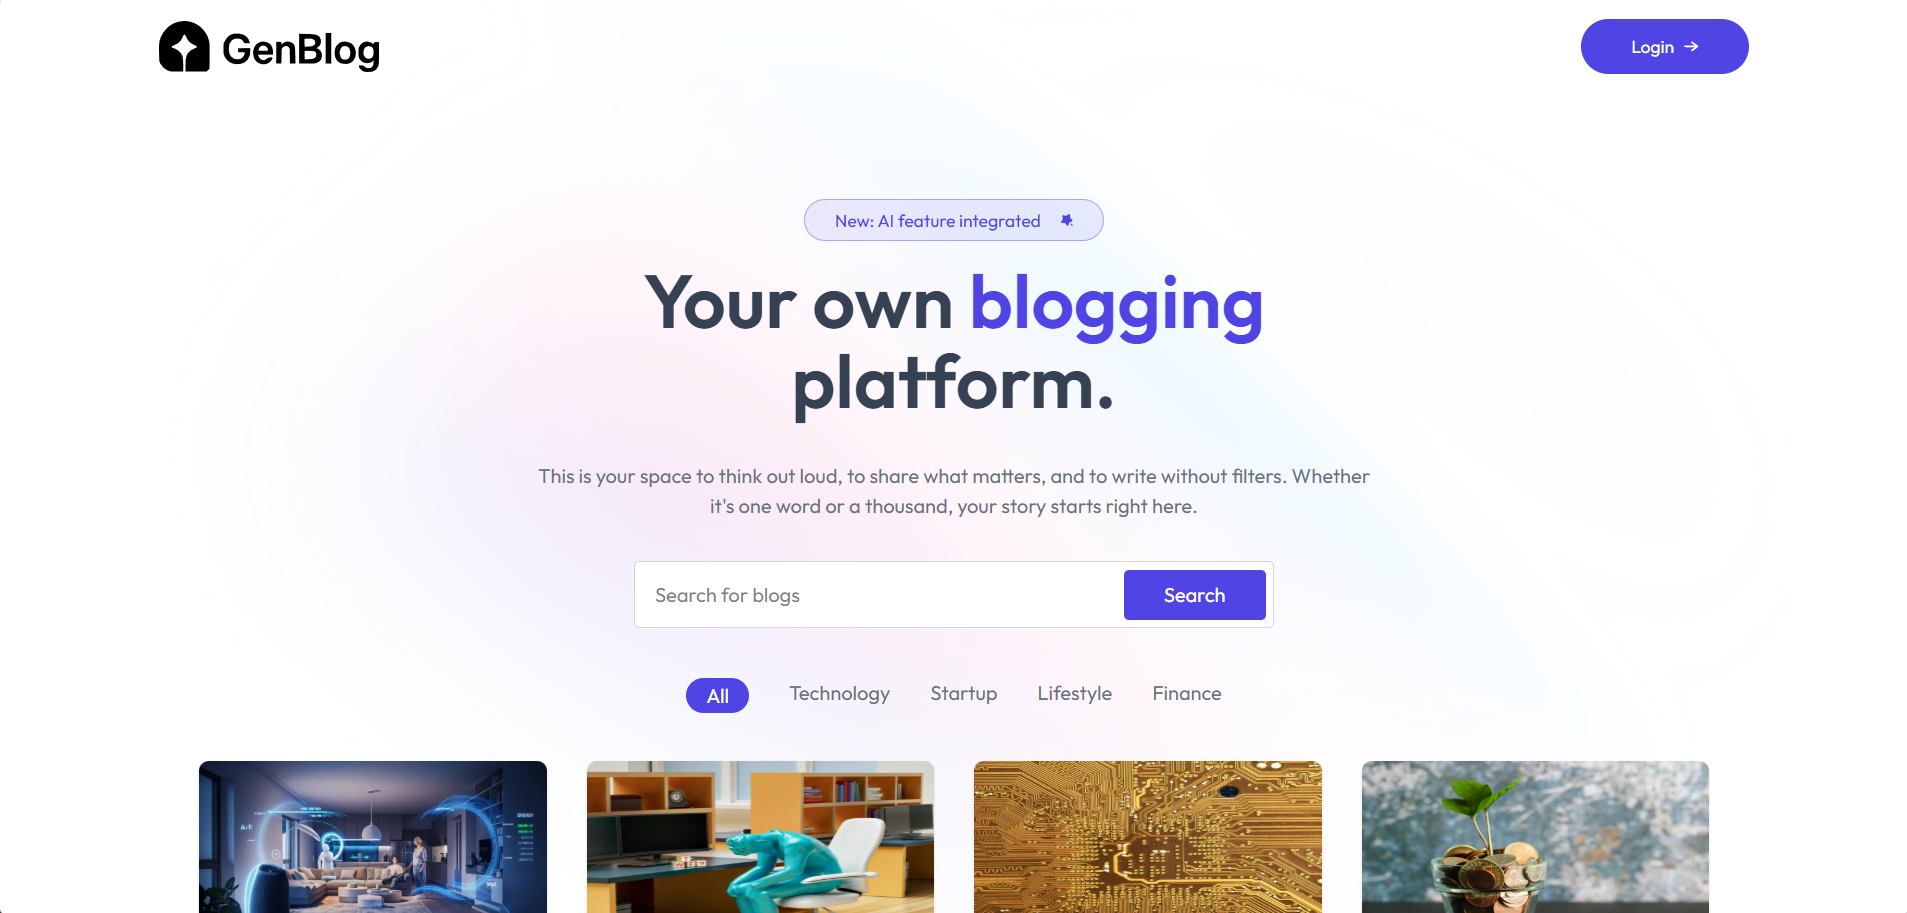 GenBlog
Login →
New: AI feature integrated
Your own blogging
platform.
This is your space to think out loud, to share what matters, and to write without filters. Whether
it's one word or a thousand, your story starts right here.
Search for blogs
Search
All
Technology
Startup
Lifestyle
Finance